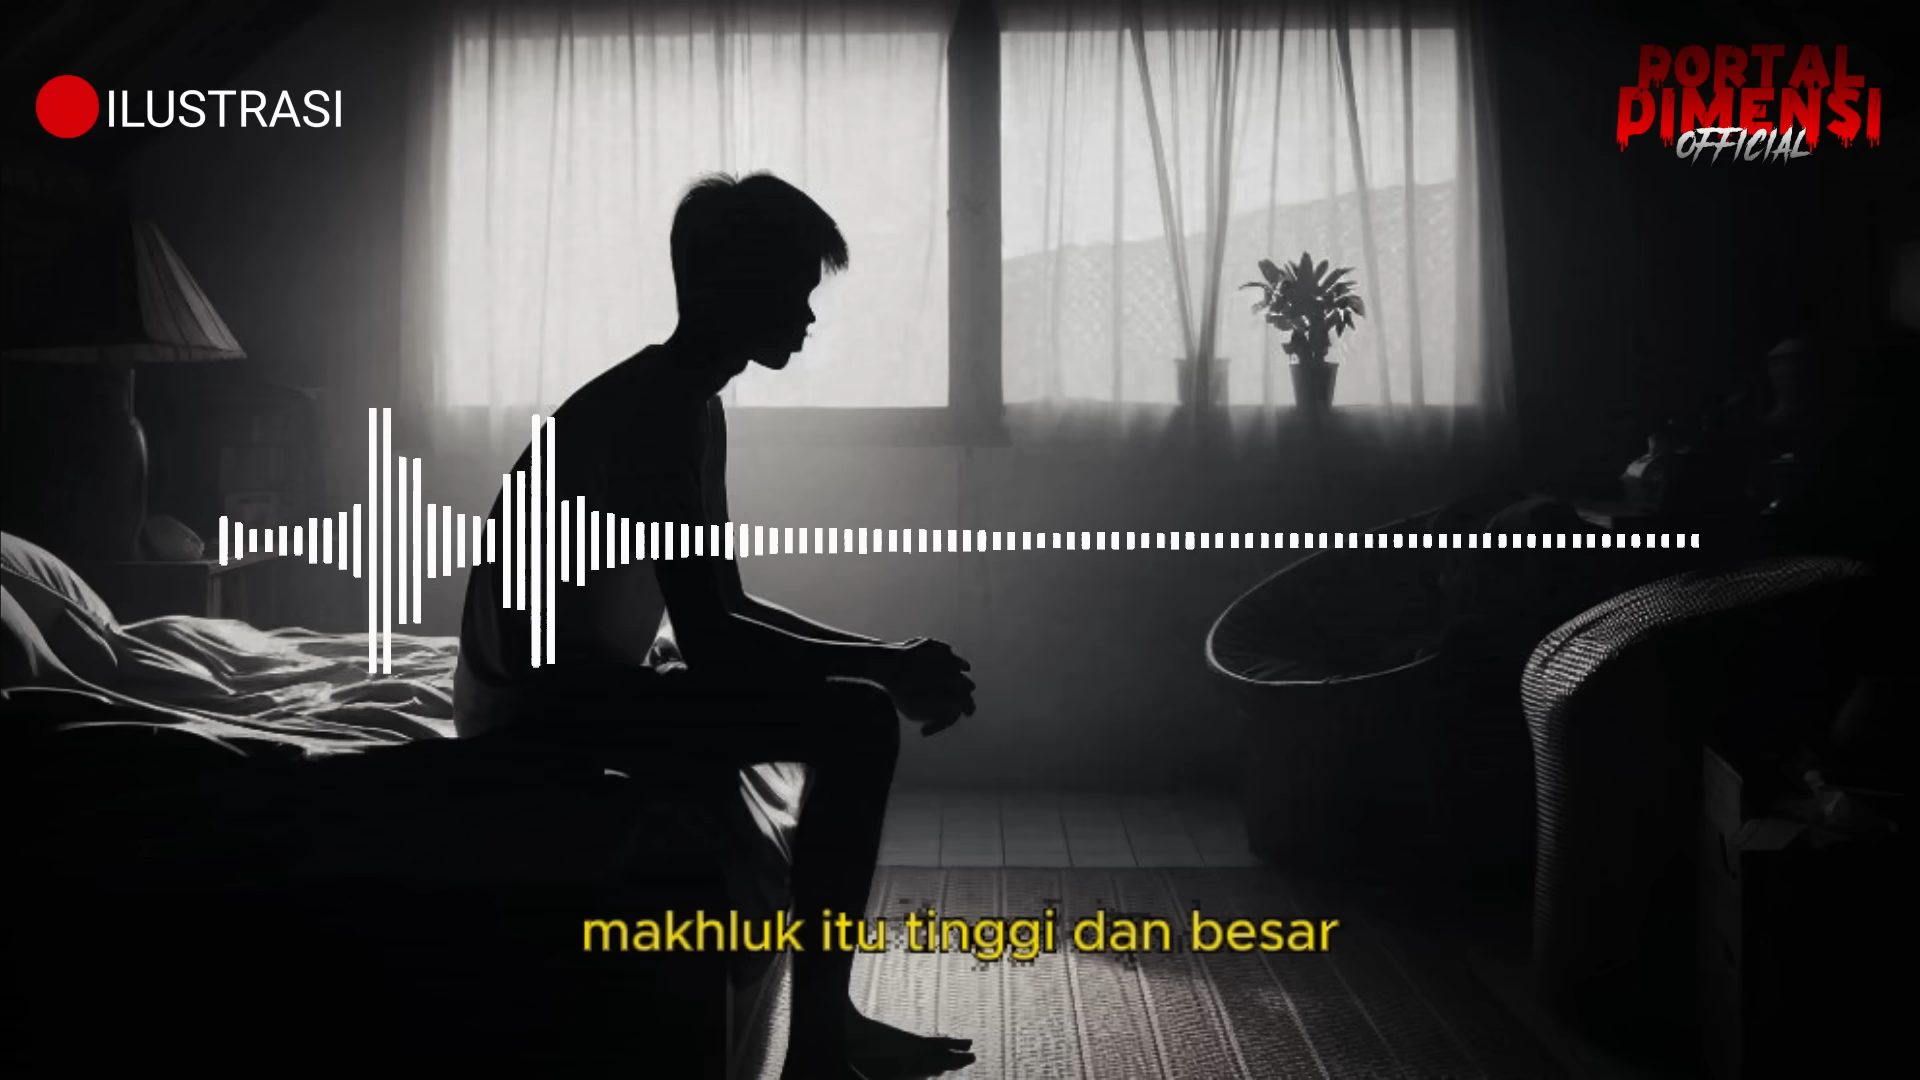 ILUSTRASI
PORTAL
DIMENSI
OFFICIAL
makhluk itu tinggi dan besar